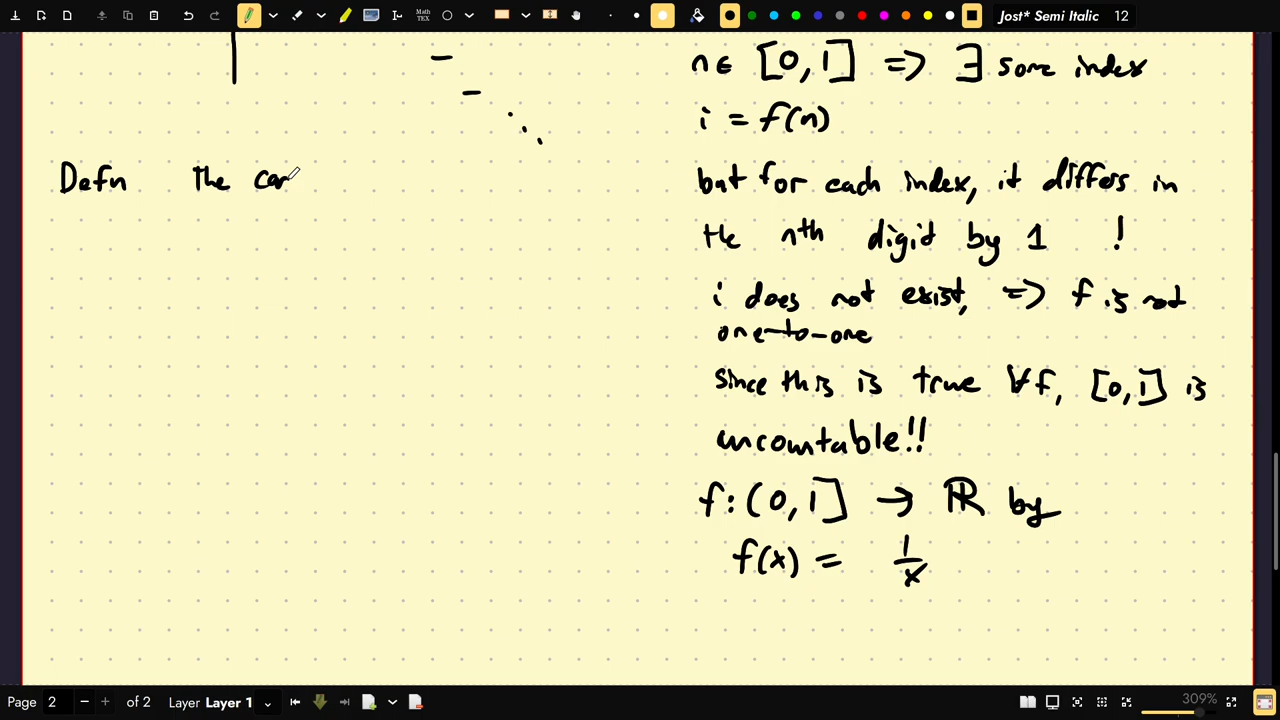 Math
TEX
Jost* Semi Italic 12
n ∈ [0, 1] => ∃ some index
i = f(n)
Defn the car
but for each index, it differs in
the nth digit by 1 !
i does not exist, => f is not
one-to-one
since this is true ∀f, [0, 1] is
uncountable!!
f: (0, 1] → ℝ by
f(x) = 1/x
Page 2 of 2 Layer Layer 1 309%